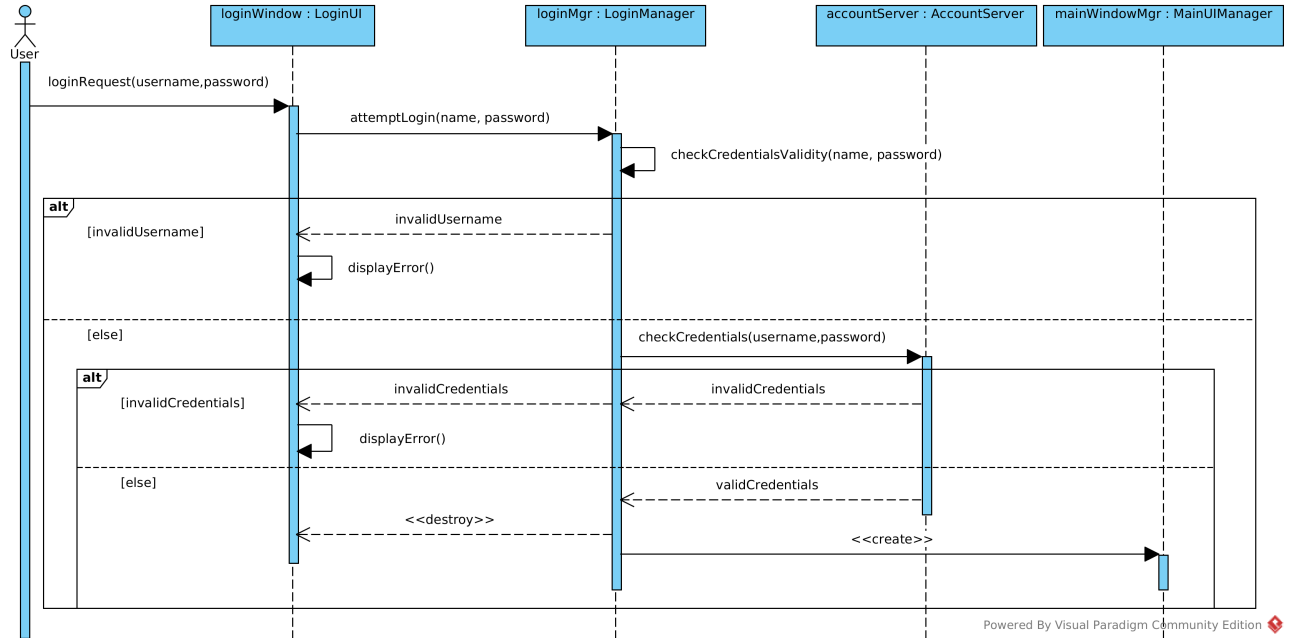 loginWindow : LoginUI
loginMgr : LoginManager
accountServer : AccountServer
mainWindowMgr : MainUIManager
User
loginRequest(username,password)
attemptLogin(name, password)
checkCredentialsValidity(name, password)
alt
invalidUsername
[invalidUsername]
displayError()
[else]
checkCredentials(username,password)
alt
invalidCredentials
invalidCredentials
[invalidCredentials]
displayError()
[else]
validCredentials
<<destroy>>
<<create>>
Powered By Visual Paradigm Community Edition